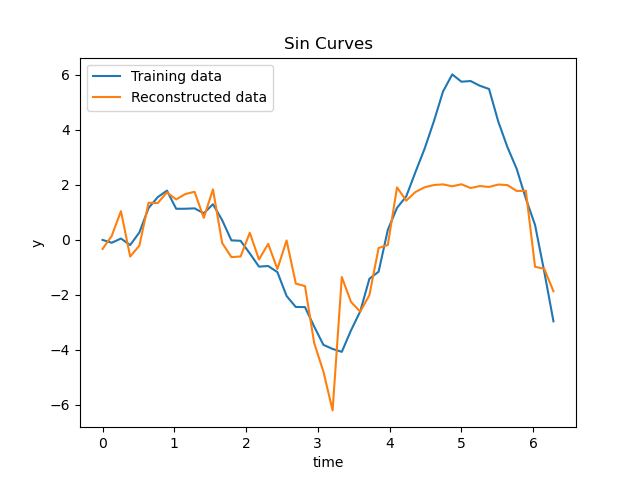 Sin Curves
Training data
Reconstructed data
6
4
2
0
−2
−4
−6
y
0 1 2 3 4 5 6
time